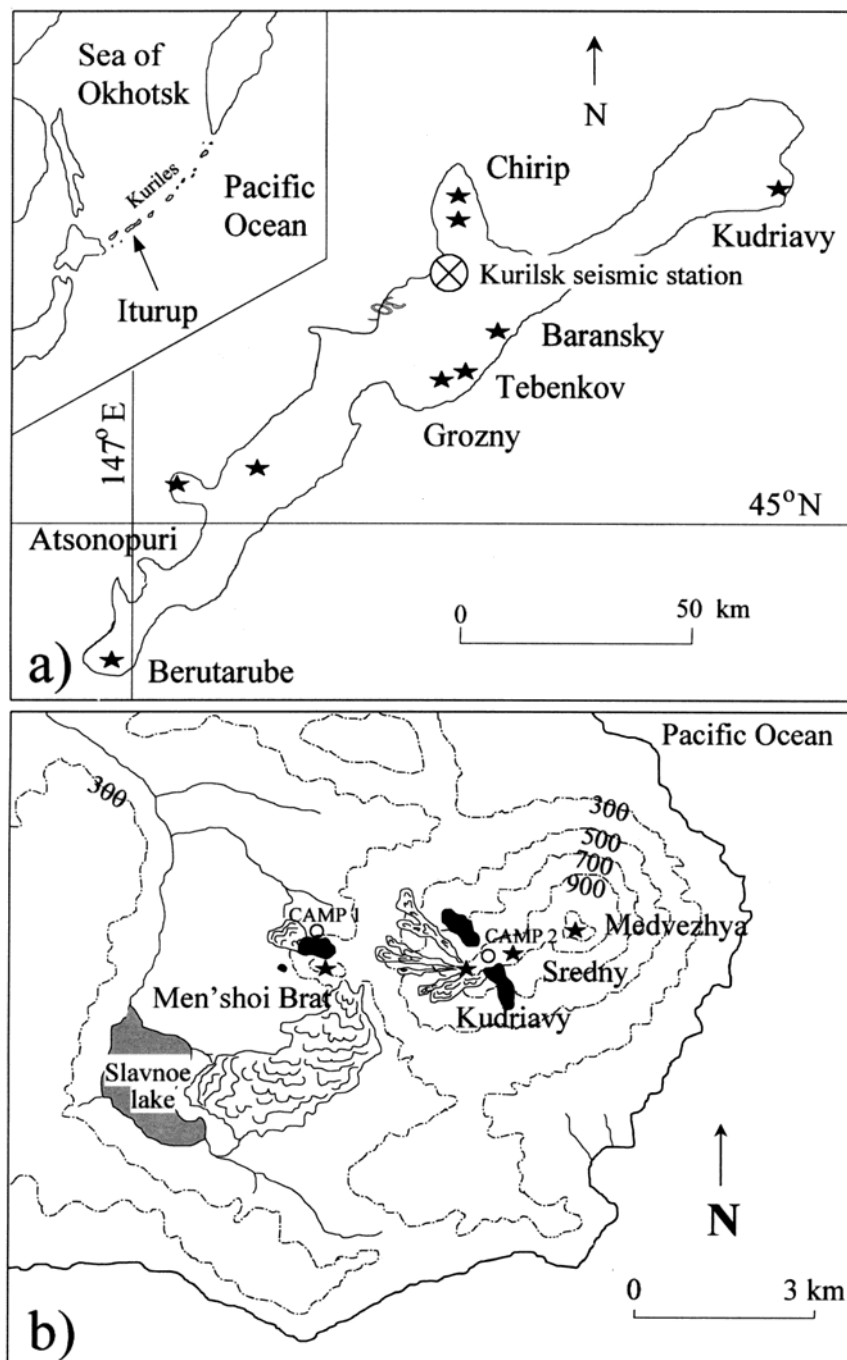 Sea of
Okhotsk
Kuriles
Pacific
Ocean
Iturup
N
Chirip
Kudriavy
Kurilsk seismic station
Baransky
Tebenkov
Grozny
147° E
45°N
Atsonopuri
0 50 km
Berutarube
a)
Pacific Ocean
300
300
500
700
900
CAMP 1
CAMP 2
Medvezhya
Sredny
Men'shoi Brat
Kudriavy
Slavnoe
lake
N
0 3 km
b)